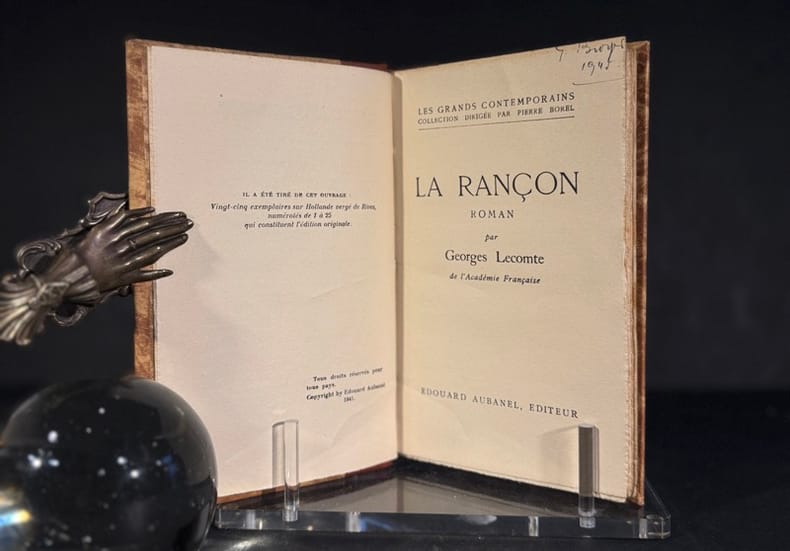 IL A ÉTÉ TIRÉ DE CET OUVRAGE :
Vingt-cinq exemplaires sur Hollande vergé de Rives,
numérotés de 1 à 25
qui constituent l'édition originale.
Tous droits réservés pour
tous pays.
Copyright by Edouard Aubanel
1941.
1942
LES GRANDS CONTEMPORAINS
COLLECTION DIRIGÉE PAR PIERRE BOREL
LA RANÇON
ROMAN
par
Georges Lecomte
de l'Académie Française
EDOUARD AUBANEL, EDITEUR